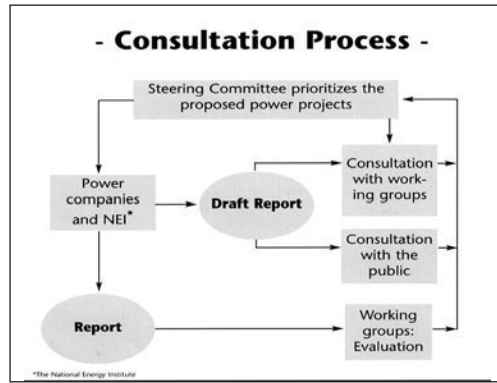 - Consultation Process -
Steering Committee prioritizes the
proposed power projects
Power
companies
and NEI*
Draft Report
Consultation
with work-
ing groups
Consultation
with the
public
Report
Working
groups:
Evaluation
*The National Energy Institute